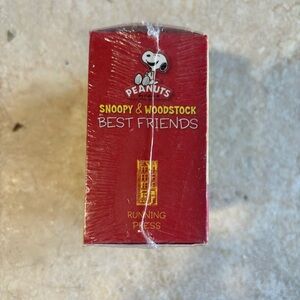 PEANUTS
SNOOPY & WOODSTOCK
BEST FRIENDS
RUNNING
PRESS